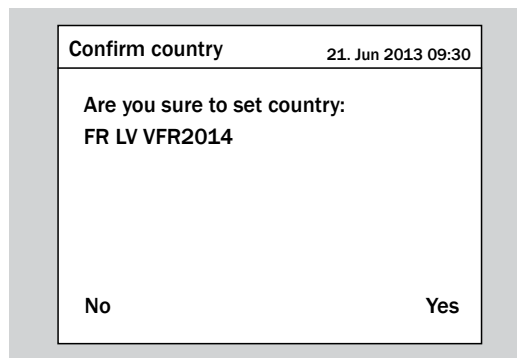 Confirm country 21. Jun 2013 09:30
Are you sure to set country:
FR LV VFR2014
No Yes